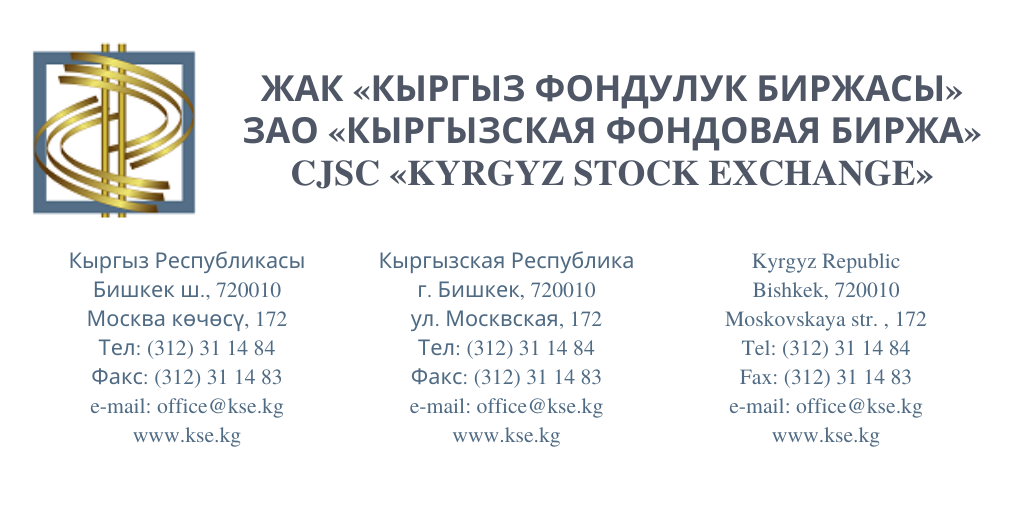 ЖАК «КЫРГЫЗ ФОНДУЛУК БИРЖАСЫ»
ЗАО «КЫРГЫЗСКАЯ ФОНДОВАЯ БИРЖА»
CJSC «KYRGYZ STOCK EXCHANGE»
Кыргыз Республикасы
Бишкек ш., 720010
Москва көчөсү, 172
Тел: (312) 31 14 84
Факс: (312) 31 14 83
e-mail: office@kse.kg
www.kse.kg
Кыргызская Республика
г. Бишкек, 720010
ул. Москвская, 172
Тел: (312) 31 14 84
Факс: (312) 31 14 83
e-mail: office@kse.kg
www.kse.kg
Kyrgyz Republic
Bishkek, 720010
Moskovskaya str. , 172
Tel: (312) 31 14 84
Fax: (312) 31 14 83
e-mail: office@kse.kg
www.kse.kg